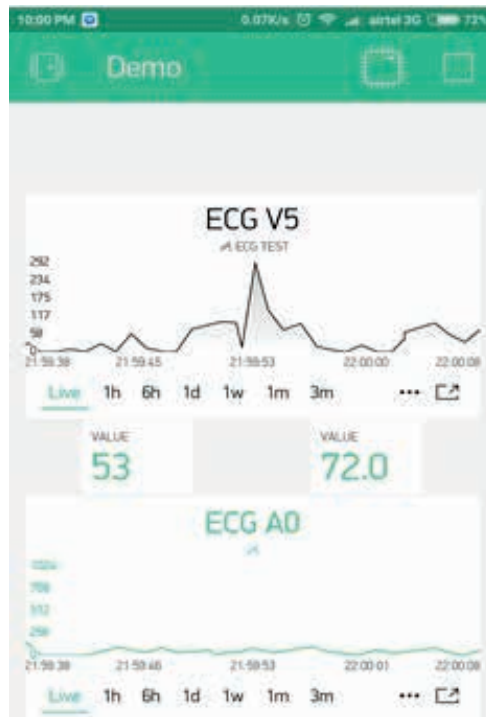 10:00 PM 0.07K/s airtel 3G 72%
Demo
ECG V5
ECG TEST
292
234
175
117
58
0
21:59:38 21:59:45 21:59:53 22:00:00 22:00:08
Live 1h 6h 1d 1w 1m 3m •••
VALUE VALUE
53 72.0
ECG A0
1024
768
512
256
0
21:59:38 21:59:46 21:59:53 22:00:01 22:00:08
Live 1h 6h 1d 1w 1m 3m •••